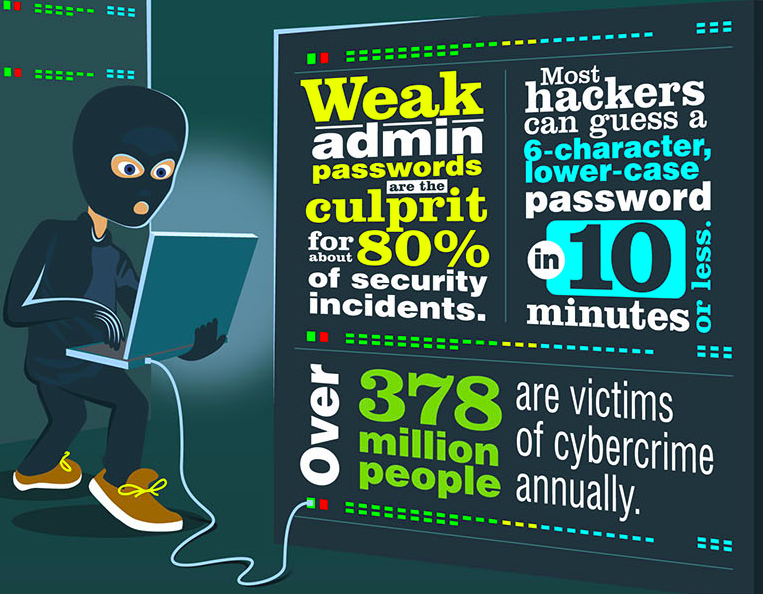 Weak
admin
passwords
are the
culprit
for about 80%
of security
incidents.
Most
hackers
can guess a
6-character,
lower-case
password
in 10
minutes or less.
Over
378
million
people
are victims
of cybercrime
annually.